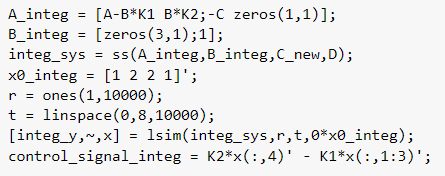 A_integ = [A-B*K1 B*K2;-C zeros(1,1)];
B_integ = [zeros(3,1);1];
integ_sys = ss(A_integ,B_integ,C_new,D);
x0_integ = [1 2 2 1]';
r = ones(1,10000);
t = linspace(0,8,10000);
[integ_y,~,x] = lsim(integ_sys,r,t,0*x0_integ);
control_signal_integ = K2*x(:,4)' - K1*x(:,1:3)';